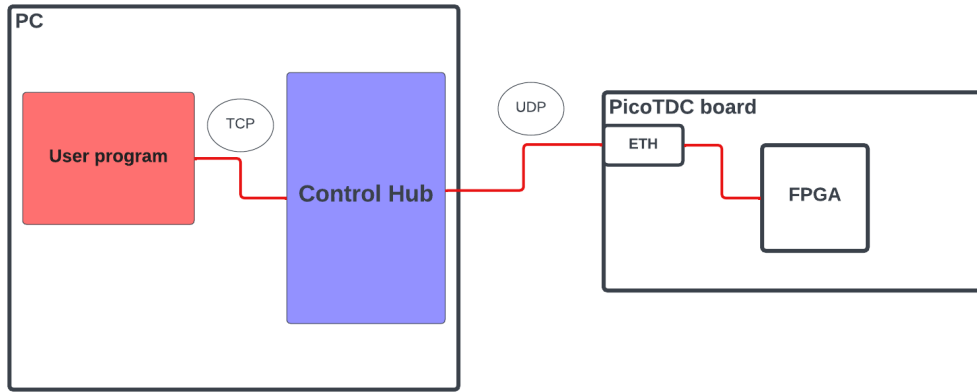 PC
User program
TCP
Control Hub
UDP
PicoTDC board
ETH
FPGA